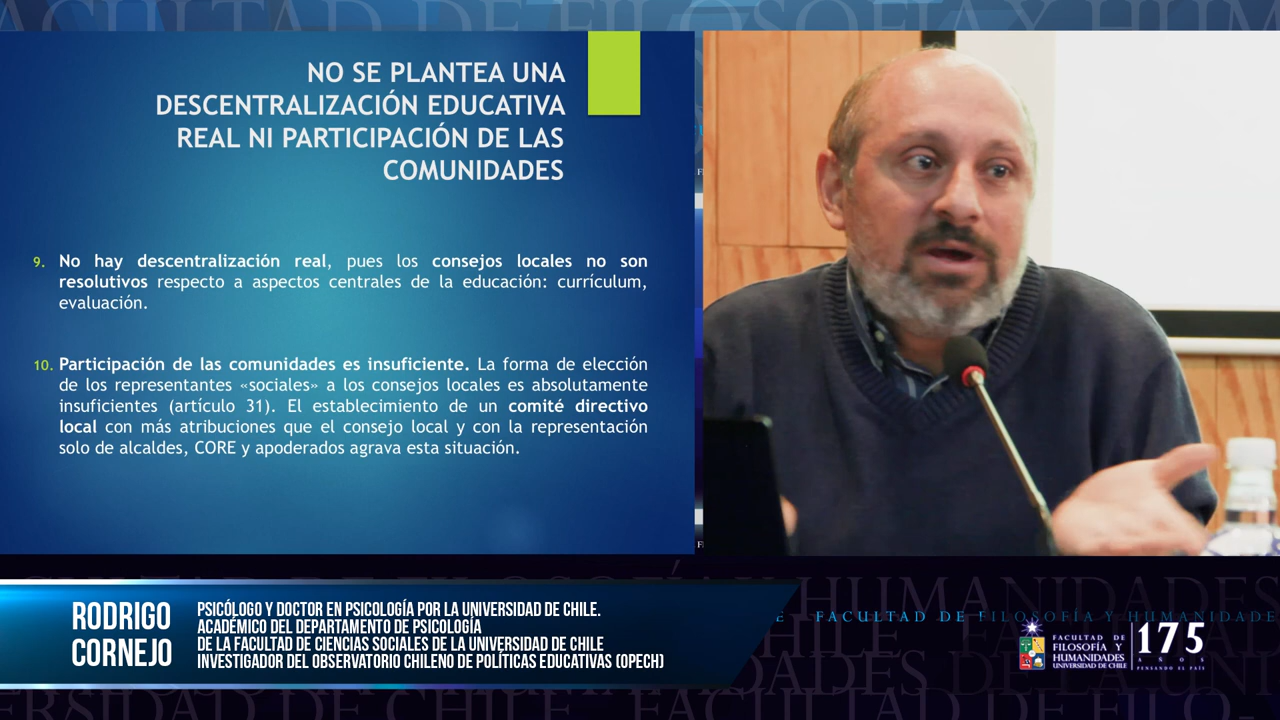 NO SE PLANTEA UNA
DESCENTRALIZACIÓN EDUCATIVA
REAL NI PARTICIPACIÓN DE LAS
COMUNIDADES
9. No hay descentralización real, pues los consejos locales no son
resolutivos respecto a aspectos centrales de la educación: currículum,
evaluación.
10. Participación de las comunidades es insuficiente. La forma de elección
de los representantes «sociales» a los consejos locales es absolutamente
insuficientes (artículo 31). El establecimiento de un comité directivo
local con más atribuciones que el consejo local y con la representación
solo de alcaldes, CORE y apoderados agrava esta situación.
RODRIGO
CORNEJO
PSICÓLOGO Y DOCTOR EN PSICOLOGÍA POR LA UNIVERSIDAD DE CHILE.
ACADÉMICO DEL DEPARTAMENTO DE PSICOLOGÍA
DE LA FACULTAD DE CIENCIAS SOCIALES DE LA UNIVERSIDAD DE CHILE
INVESTIGADOR DEL OBSERVATORIO CHILENO DE POLÍTICAS EDUCATIVAS (OPECH)
FACULTAD DE FILOSOFÍA Y HUMANIDADES
FACULTAD DE
FILOSOFÍA Y
HUMANIDADES
UNIVERSIDAD DE CHILE
175
AÑOS
PENSANDO EL PAÍS